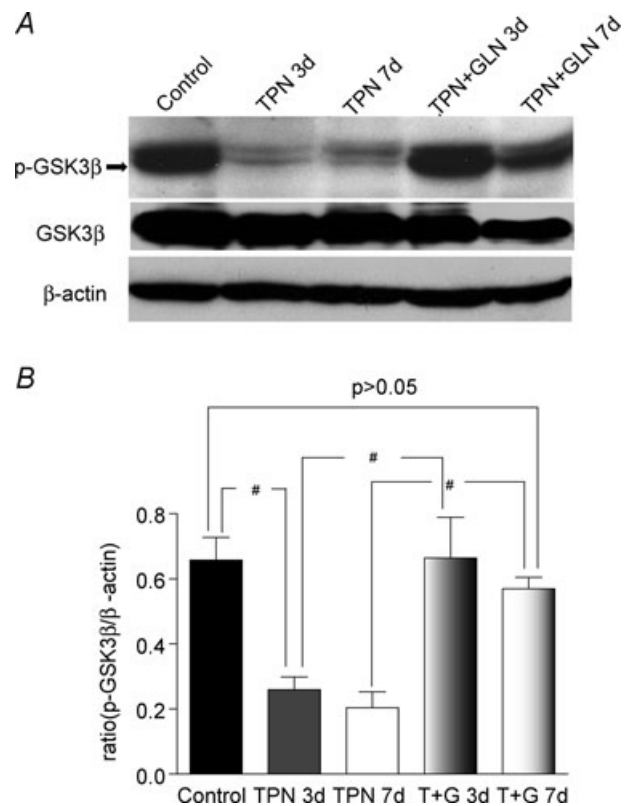 A
Control
TPN 3d
TPN 7d
TPN+GLN 3d
TPN+GLN 7d
p-GSK3β
GSK3β
β-actin
B
p>0.05
#
#
#
ratio(p-GSK3β/β -actin)
0.8
0.6
0.4
0.2
0.0
Control TPN 3d TPN 7d T+G 3d T+G 7d